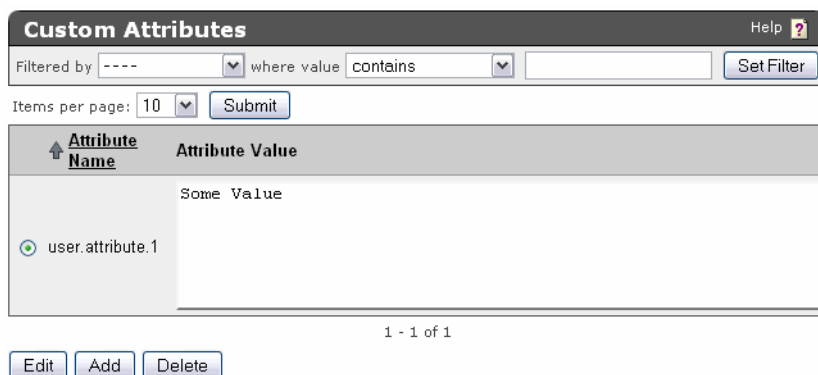 Custom Attributes Help ?
Filtered by ---- where value contains Set Filter
Items per page: 10 Submit
Attribute Name Attribute Value
Some Value
user.attribute.1
1 - 1 of 1
Edit Add Delete